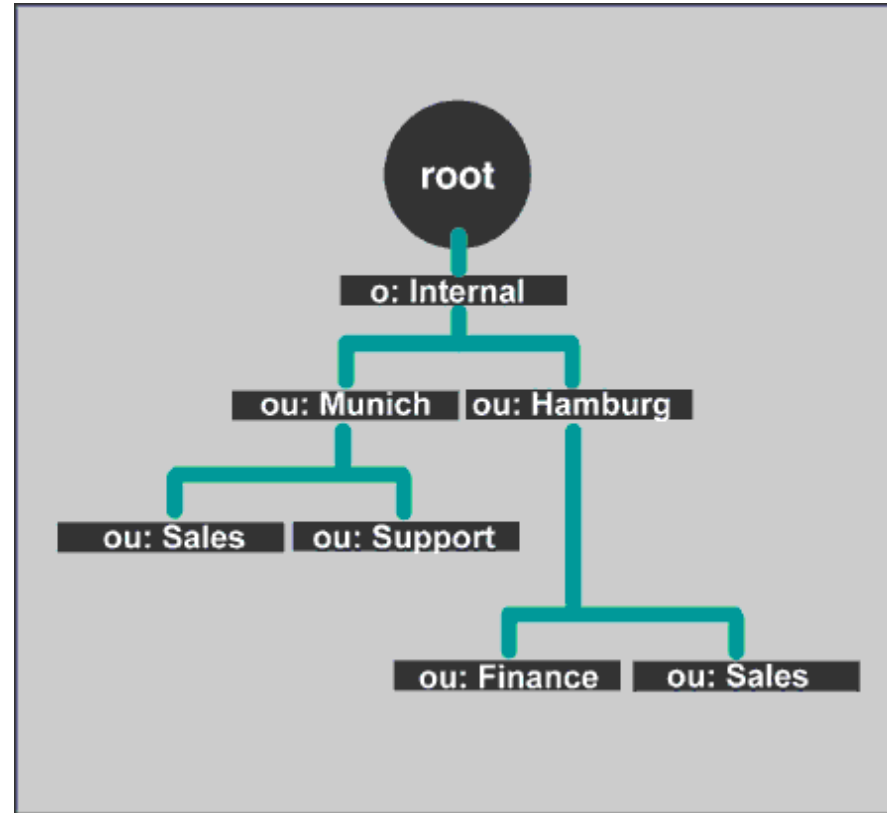 root
o: Internal
ou: Munich
ou: Hamburg
ou: Sales
ou: Support
ou: Finance
ou: Sales